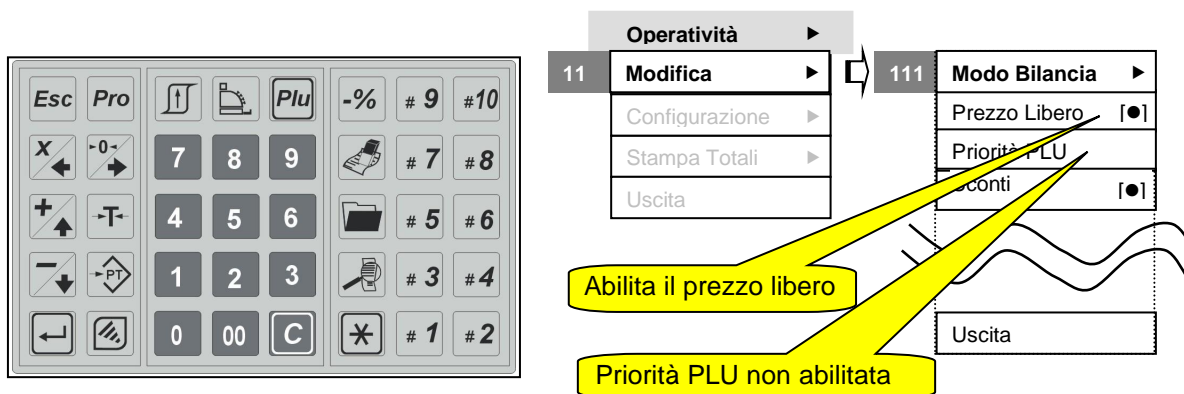 Esc Pro Plu -% # 9 #10
X -0- 7 8 9 # 7 #8
+ -T- 4 5 6 # 5 #6
- PT 1 2 3 # 3 #4
0 00 C # 1 #2
Operatività
11 Modifica
Configurazione
Stampa Totali
Uscita
111 Modo Bilancia
Prezzo Libero [●]
Priorità PLU
Sconti [●]
Uscita
Abilita il prezzo libero
Priorità PLU non abilitata